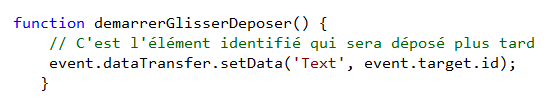 function demarrerGlisserDeposer() {
// C'est l'élément identifié qui sera déposé plus tard
event.dataTransfer.setData('Text', event.target.id);
}